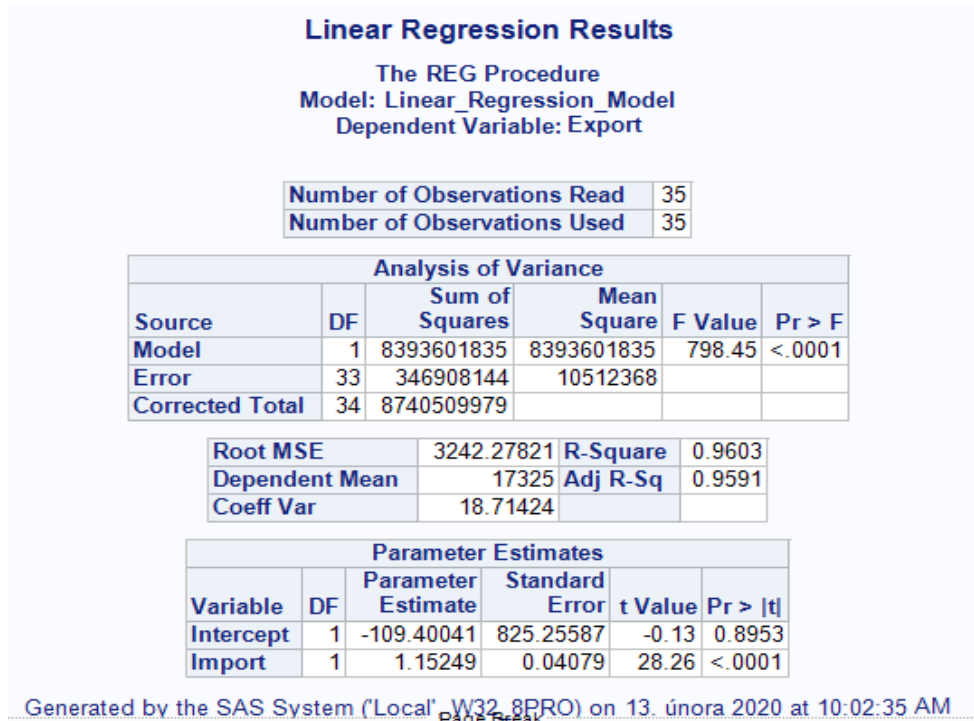 Linear Regression Results
The REG Procedure
Model: Linear_Regression_Model
Dependent Variable: Export
Number of Observations Read 35
Number of Observations Used 35
Analysis of Variance
Source DF Sum of Squares Mean Square F Value Pr > F
Model 1 8393601835 8393601835 798.45 <.0001
Error 33 346908144 10512368
Corrected Total 34 8740509979
Root MSE 3242.27821 R-Square 0.9603
Dependent Mean 17325 Adj R-Sq 0.9591
Coeff Var 18.71424
Parameter Estimates
Variable DF Parameter Estimate Standard Error t Value Pr > |t|
Intercept 1 -109.40041 825.25587 -0.13 0.8953
Import 1 1.15249 0.04079 28.26 <.0001
Generated by the SAS System ('Local', W32_8PRO) on 13. února 2020 at 10:02:35 AM
Page Break